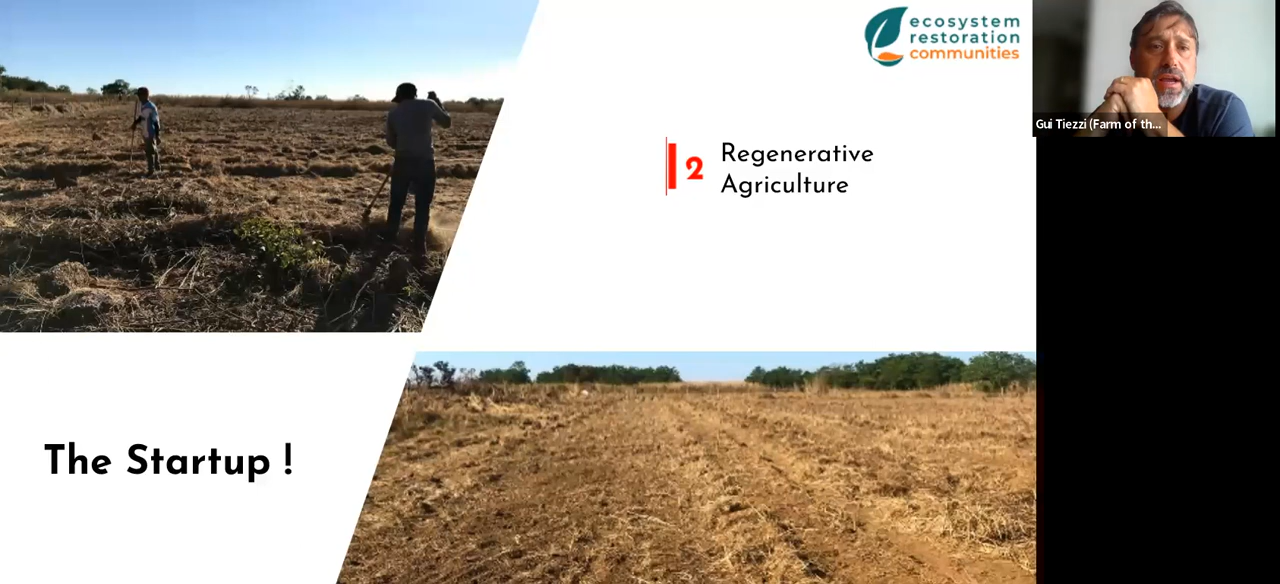 ecosystem
restoration
communities
Gui Tiezzi (Farm of th...
2
Regenerative
Agriculture
The Startup !